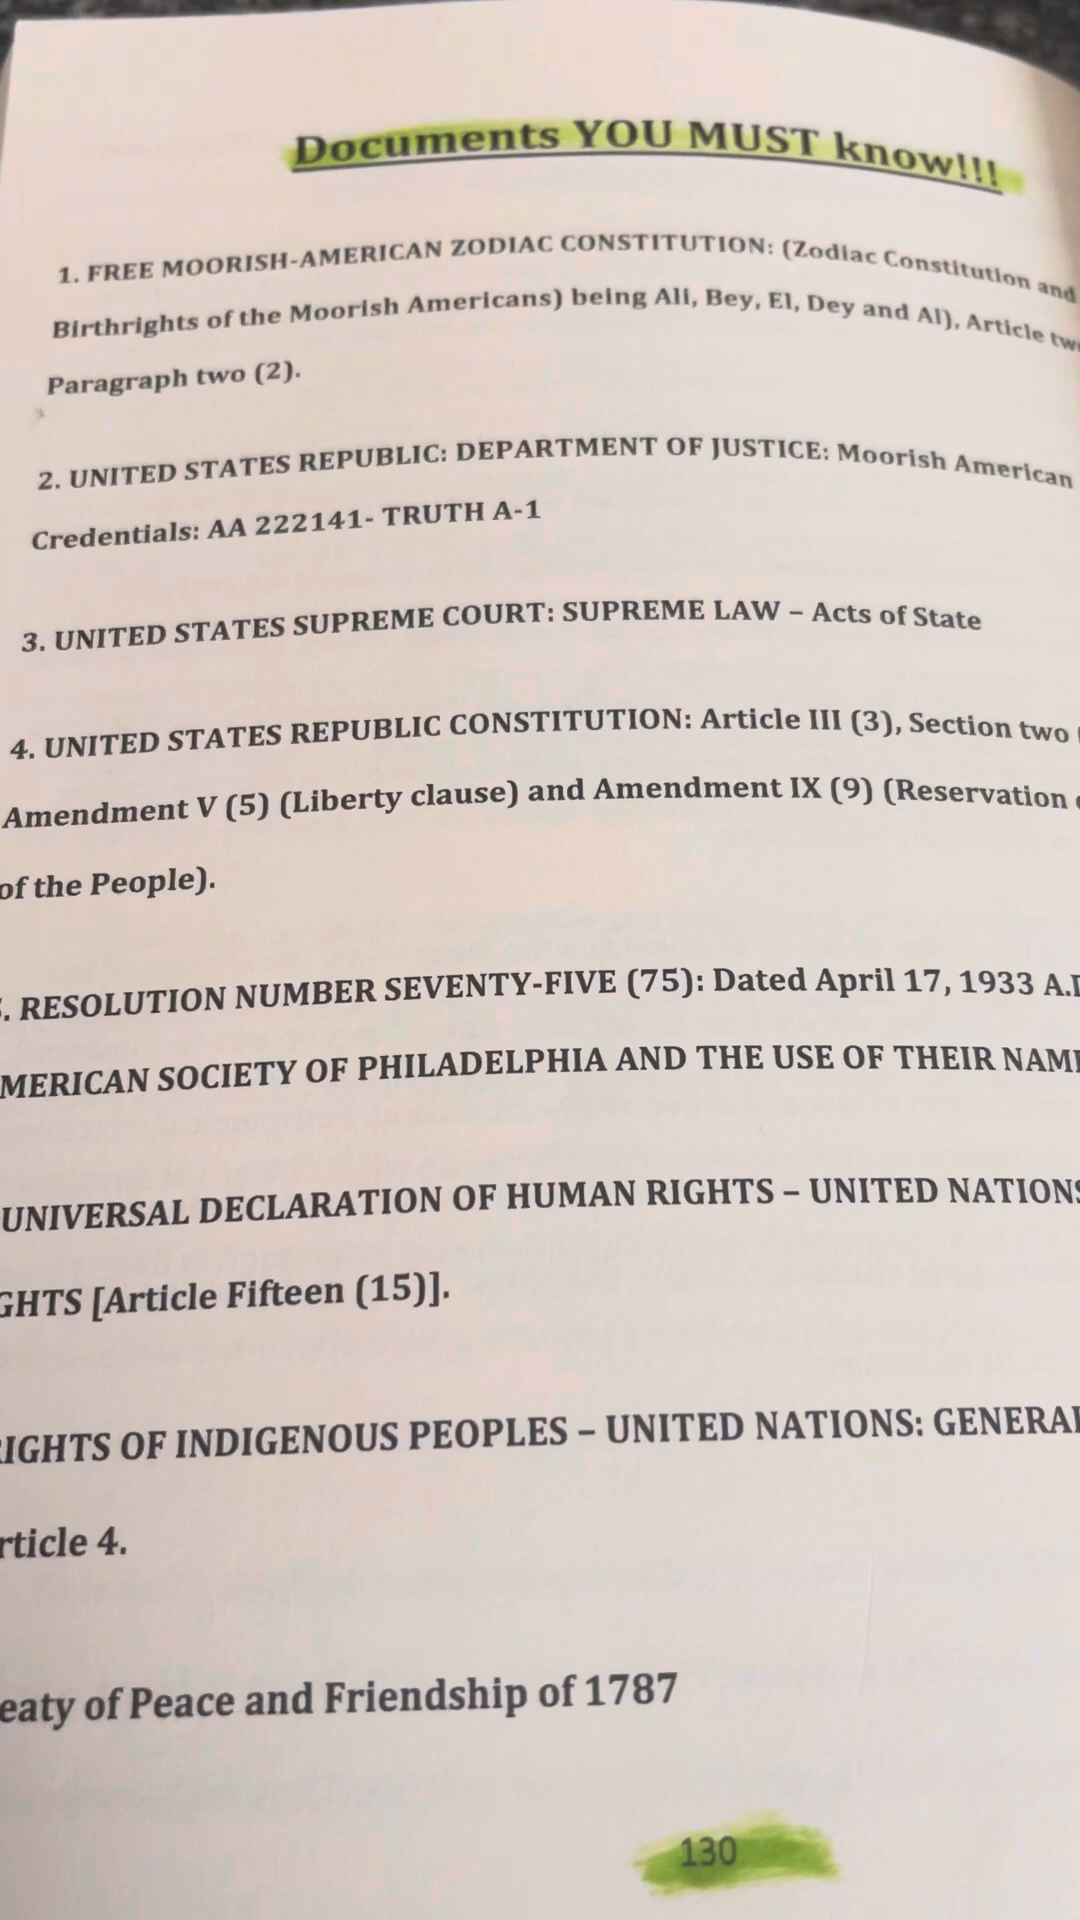 Documents YOU MUST know!!!
1. FREE MOORISH-AMERICAN ZODIAC CONSTITUTION: (Zodiac Constitution and
Birthrights of the Moorish Americans) being Ali, Bey, El, Dey and Al), Article two
Paragraph two (2).
2. UNITED STATES REPUBLIC: DEPARTMENT OF JUSTICE: Moorish American
Credentials: AA 222141- TRUTH A-1
3. UNITED STATES SUPREME COURT: SUPREME LAW – Acts of State
4. UNITED STATES REPUBLIC CONSTITUTION: Article III (3), Section two
Amendment V (5) (Liberty clause) and Amendment IX (9) (Reservation
of the People).
. RESOLUTION NUMBER SEVENTY-FIVE (75): Dated April 17, 1933 A.D
MERICAN SOCIETY OF PHILADELPHIA AND THE USE OF THEIR NAME
UNIVERSAL DECLARATION OF HUMAN RIGHTS – UNITED NATIONS
GHTS [Article Fifteen (15)].
IGHTS OF INDIGENOUS PEOPLES – UNITED NATIONS: GENERAL
rticle 4.
eaty of Peace and Friendship of 1787
130